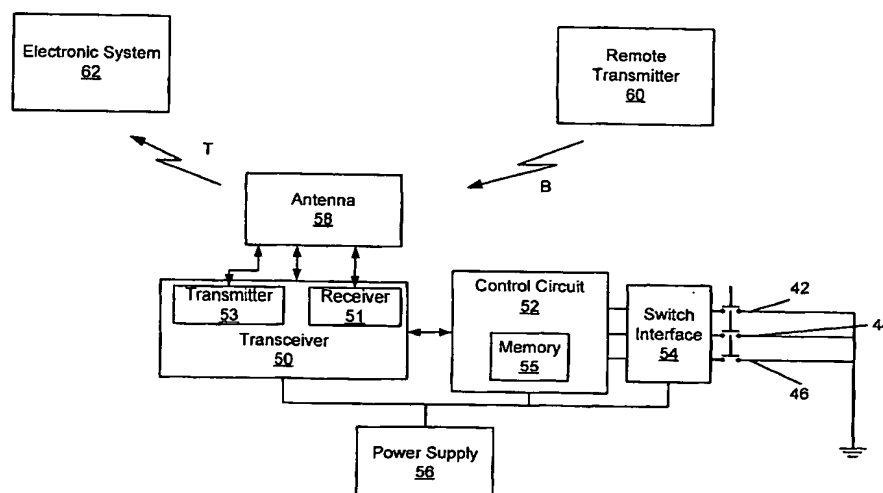 Electronic System
62
Remote
Transmitter
60
T
B
Antenna
58
Transmitter
53
Receiver
51
Transceiver
50
Control Circuit
52
Memory
55
Switch
Interface
54
42
44
46
Power Supply
56